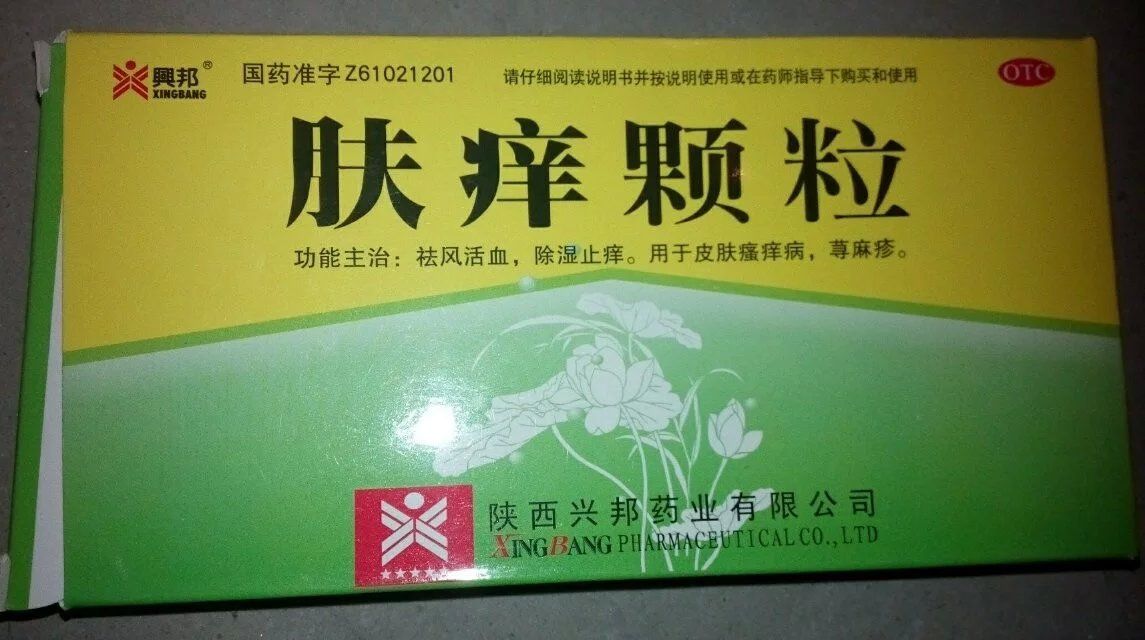 興邦®
XINGBANG
国药准字Z61021201
请仔细阅读说明书并按说明使用或在药师指导下购买和使用
OTC
肤痒颗粒
功能主治：祛风活血，除湿止痒。用于皮肤瘙痒病，荨麻疹。
陕西兴邦药业有限公司
XINGBANG PHARMACEUTICAL CO., LTD